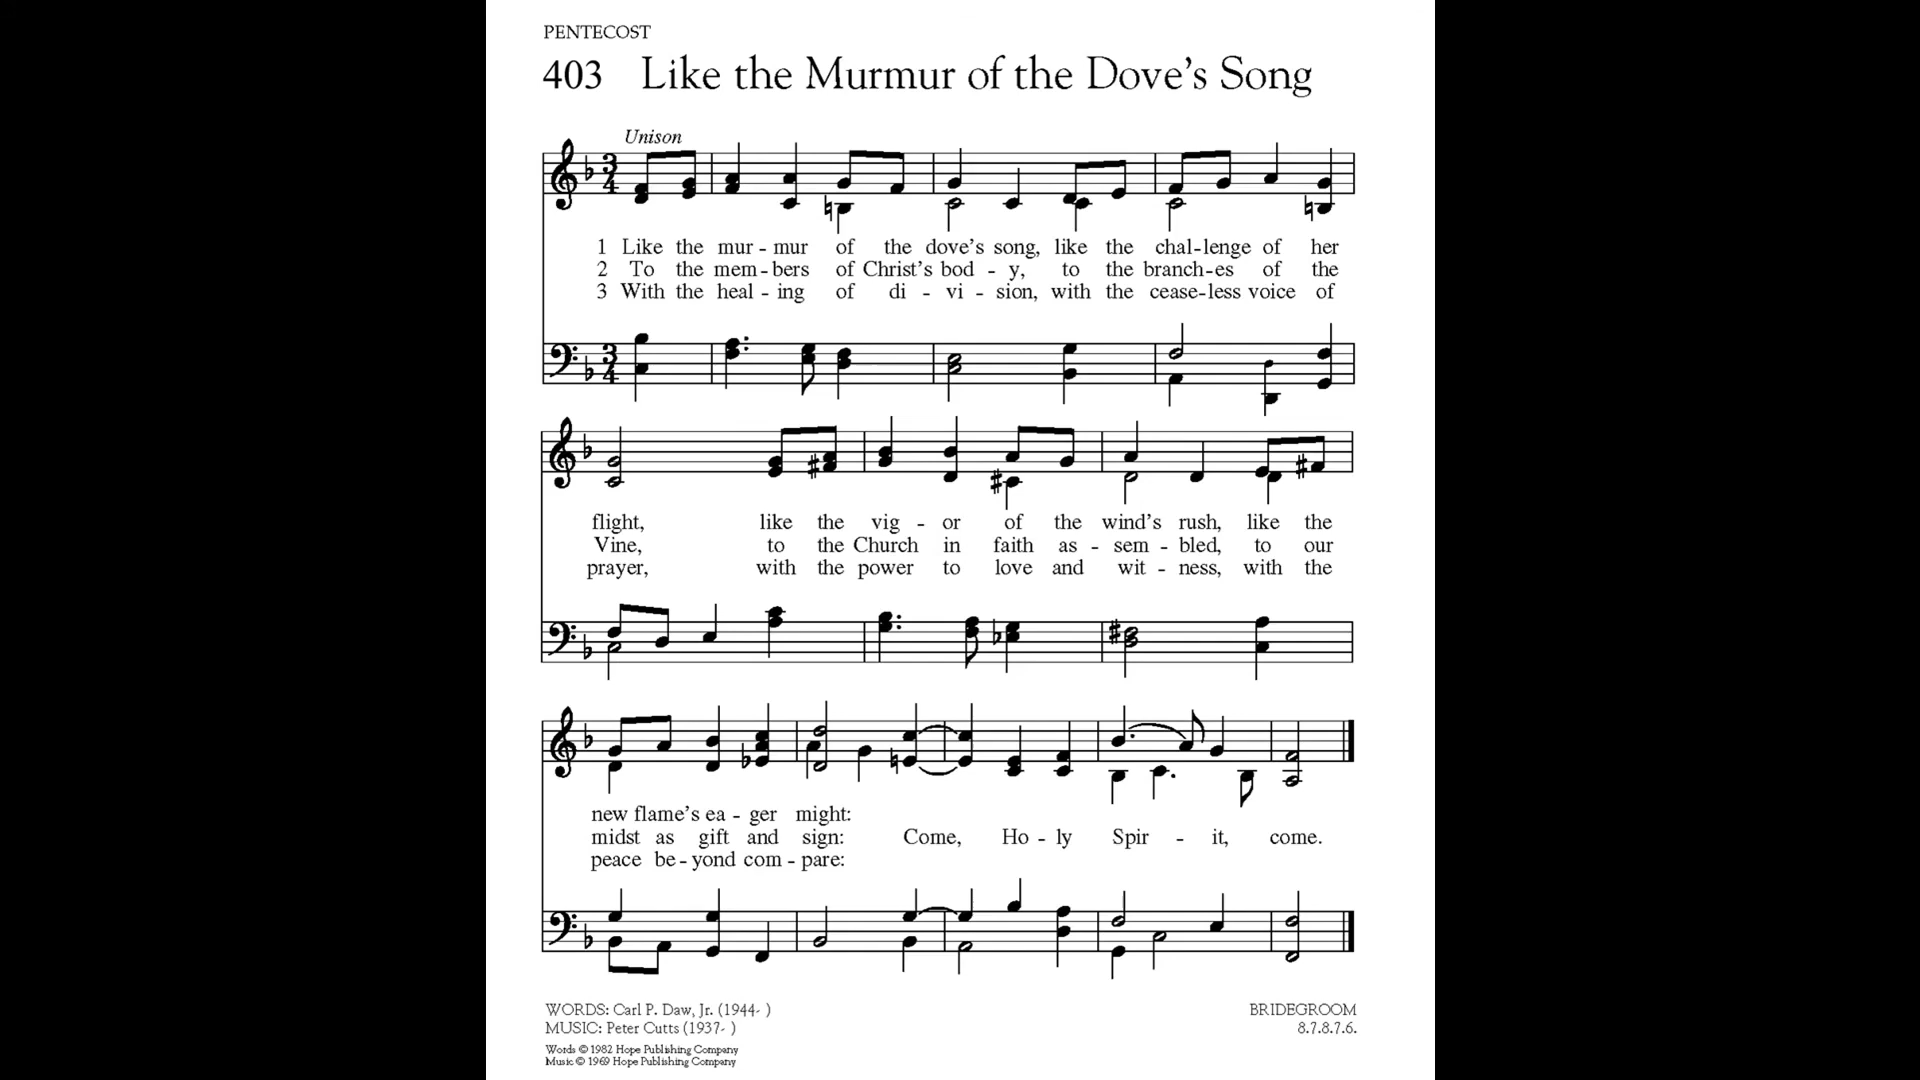 PENTECOST
403 Like the Murmur of the Dove's Song
Unison
1 Like the mur - mur of the dove's song, like the chal - lenge of her
2 To the mem - bers of Christ's bod - y, to the branch - es of the
3 With the heal - ing of di - vi - sion, with the cease - less voice of
flight, like the vig - or of the wind's rush, like the
Vine, to the Church in faith as - sem - bled, to our
prayer, with the power to love and wit - ness, with the
new flame's ea - ger might:
midst as gift and sign: Come, Ho - ly Spir - it, come.
peace be - yond com - pare:
WORDS: Carl P. Daw, Jr. (1944- )
BRIDEGROOM
MUSIC: Peter Cutts (1937- )
8.7.8.7.6.
Words © 1982 Hope Publishing Company
Music © 1969 Hope Publishing Company